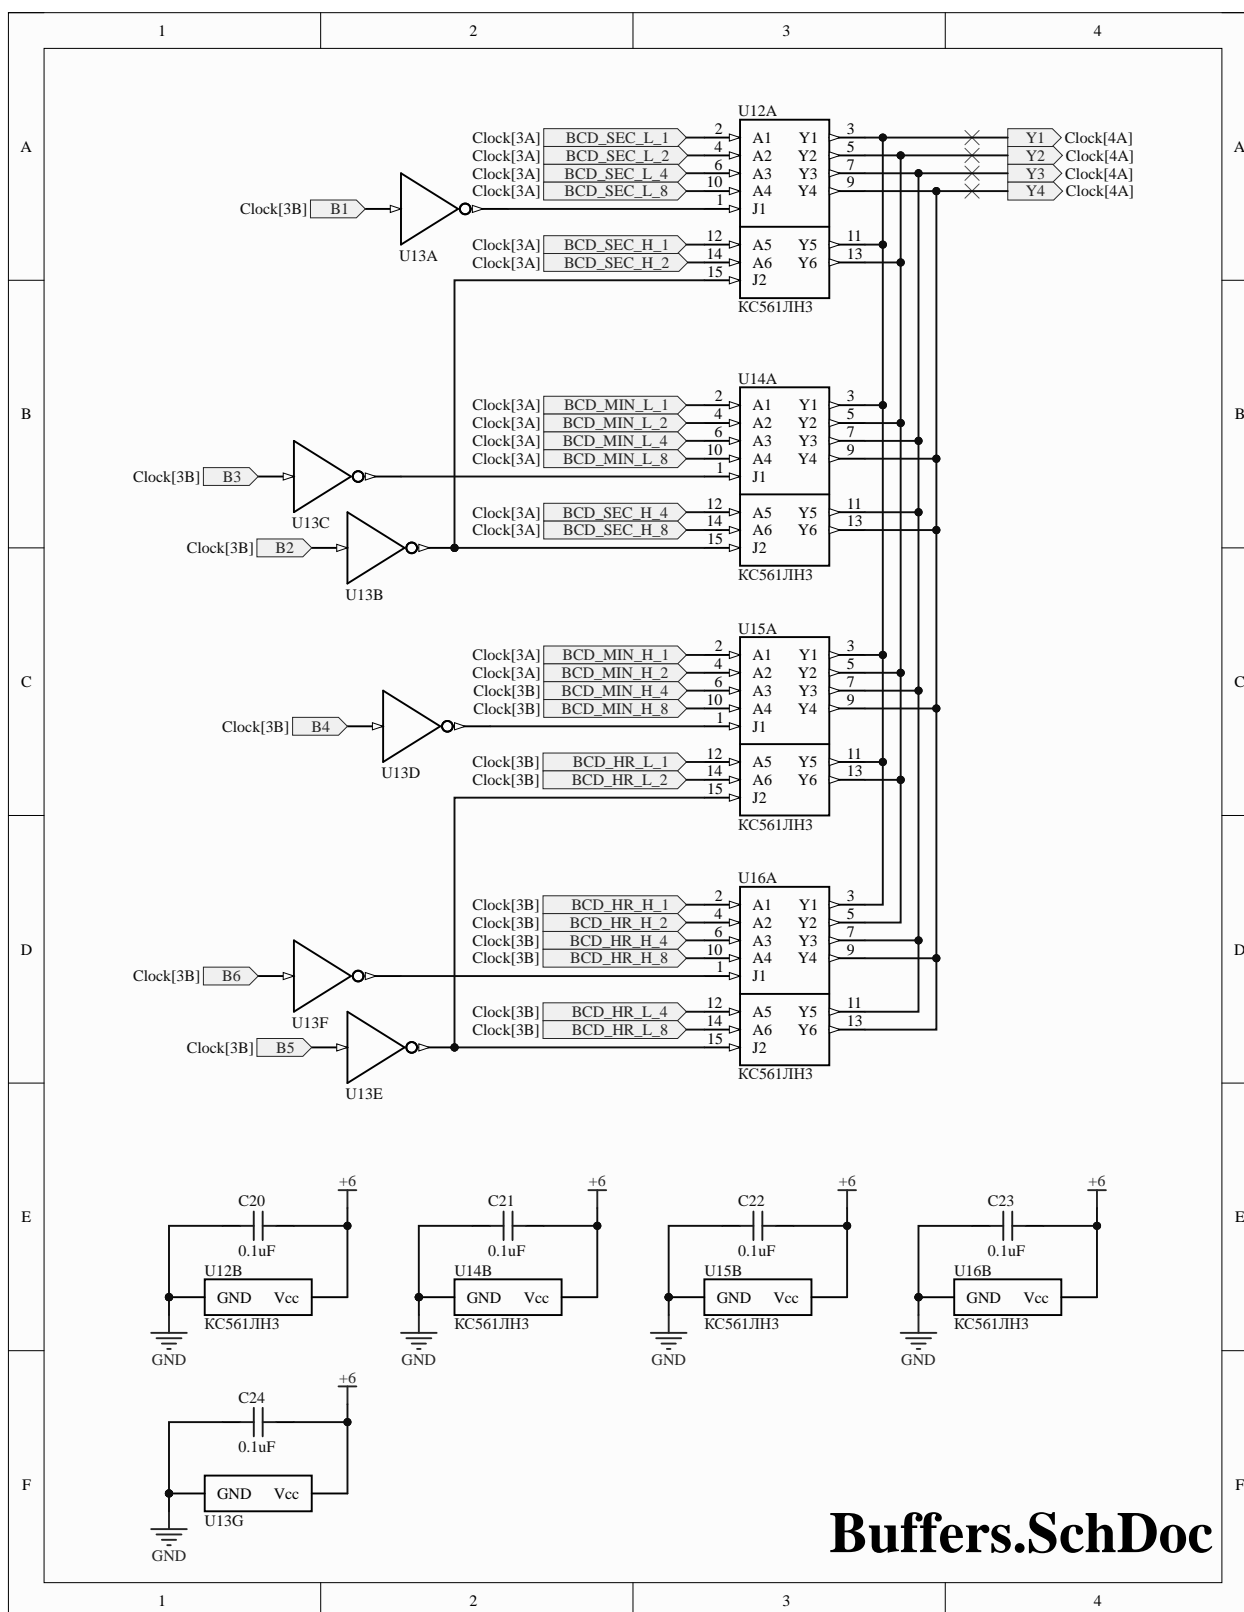 1 2 3 4
A A
U12A
Clock[3A] BCD_SEC_L_1 2 A1 Y1 3 Y1 Clock[4A]
Clock[3A] BCD_SEC_L_2 4 A2 Y2 5 Y2 Clock[4A]
Clock[3A] BCD_SEC_L_4 6 A3 Y3 7 Y3 Clock[4A]
Clock[3A] BCD_SEC_L_8 10 A4 Y4 9 Y4 Clock[4A]
Clock[3B] B1 1 J1
U13A
Clock[3A] BCD_SEC_H_1 12 A5 Y5 11
Clock[3A] BCD_SEC_H_2 14 A6 Y6 13
15 J2
КС561ЛН3
B B
U14A
Clock[3A] BCD_MIN_L_1 2 A1 Y1 3
Clock[3A] BCD_MIN_L_2 4 A2 Y2 5
Clock[3A] BCD_MIN_L_4 6 A3 Y3 7
Clock[3A] BCD_MIN_L_8 10 A4 Y4 9
Clock[3B] B3 1 J1
U13C
Clock[3A] BCD_SEC_H_4 12 A5 Y5 11
Clock[3A] BCD_SEC_H_8 14 A6 Y6 13
Clock[3B] B2 15 J2
U13B
КС561ЛН3
C C
U15A
Clock[3A] BCD_MIN_H_1 2 A1 Y1 3
Clock[3A] BCD_MIN_H_2 4 A2 Y2 5
Clock[3B] BCD_MIN_H_4 6 A3 Y3 7
Clock[3B] BCD_MIN_H_8 10 A4 Y4 9
Clock[3B] B4 1 J1
U13D
Clock[3B] BCD_HR_L_1 12 A5 Y5 11
Clock[3B] BCD_HR_L_2 14 A6 Y6 13
15 J2
КС561ЛН3
D D
U16A
Clock[3B] BCD_HR_H_1 2 A1 Y1 3
Clock[3B] BCD_HR_H_2 4 A2 Y2 5
Clock[3B] BCD_HR_H_4 6 A3 Y3 7
Clock[3B] BCD_HR_H_8 10 A4 Y4 9
Clock[3B] B6 1 J1
U13F
Clock[3B] BCD_HR_L_4 12 A5 Y5 11
Clock[3B] BCD_HR_L_8 14 A6 Y6 13
Clock[3B] B5 15 J2
U13E
КС561ЛН3
E E
+6 +6 +6 +6
C20 C21 C22 C23
0.1uF 0.1uF 0.1uF 0.1uF
U12B U14B U15B U16B
GND Vcc GND Vcc GND Vcc GND Vcc
КС561ЛН3 КС561ЛН3 КС561ЛН3 КС561ЛН3
GND GND GND GND
F F
+6
C24
0.1uF
GND Vcc
U13G
GND
Buffers.SchDoc
1 2 3 4